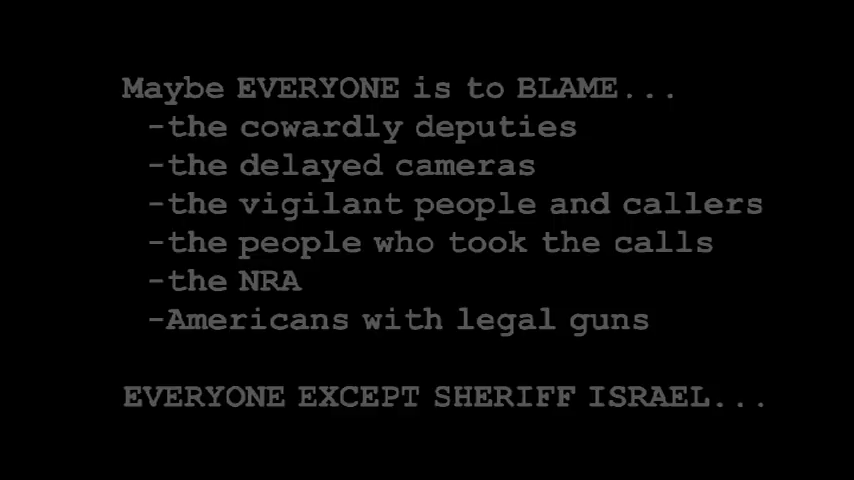 Maybe EVERYONE is to BLAME...
-the cowardly deputies
-the delayed cameras
-the vigilant people and callers
-the people who took the calls
-the NRA
-Americans with legal guns
EVERYONE EXCEPT SHERIFF ISRAEL...